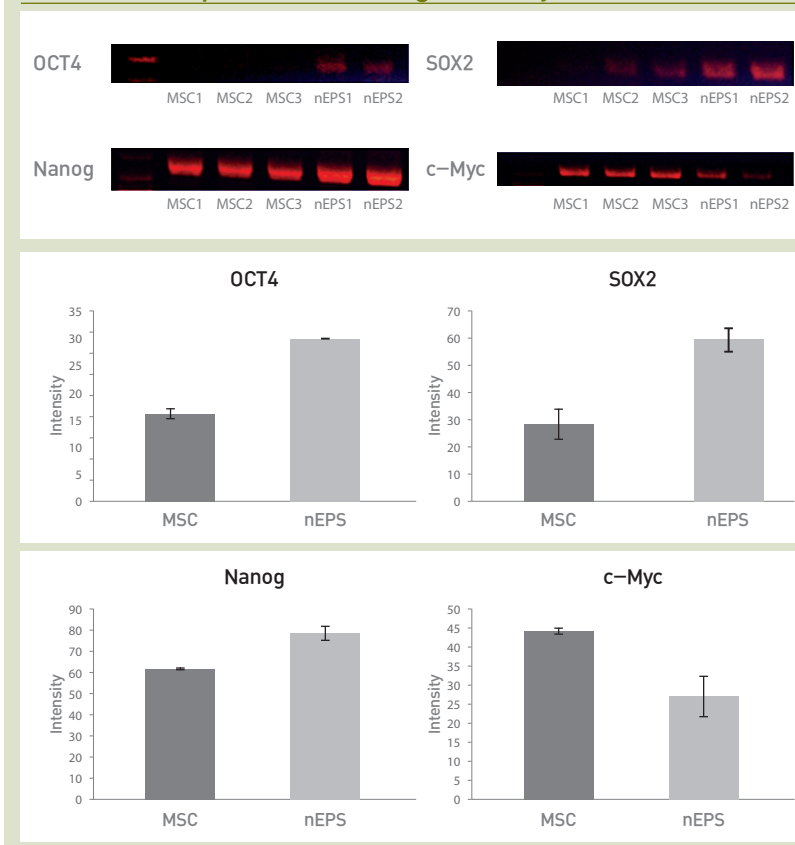 OCT4
MSC1 MSC2 MSC3 nEPS1 nEPS2
SOX2
MSC1 MSC2 MSC3 nEPS1 nEPS2
Nanog
MSC1 MSC2 MSC3 nEPS1 nEPS2
c–Myc
MSC1 MSC2 MSC3 nEPS1 nEPS2
OCT4
Intensity
35
30
25
20
15
10
5
0
MSC nEPS
SOX2
Intensity
70
60
50
40
30
20
10
0
MSC nEPS
Nanog
Intensity
90
80
70
60
50
40
30
20
10
0
MSC nEPS
c–Myc
Intensity
50
45
40
35
30
25
20
15
10
5
0
MSC nEPS